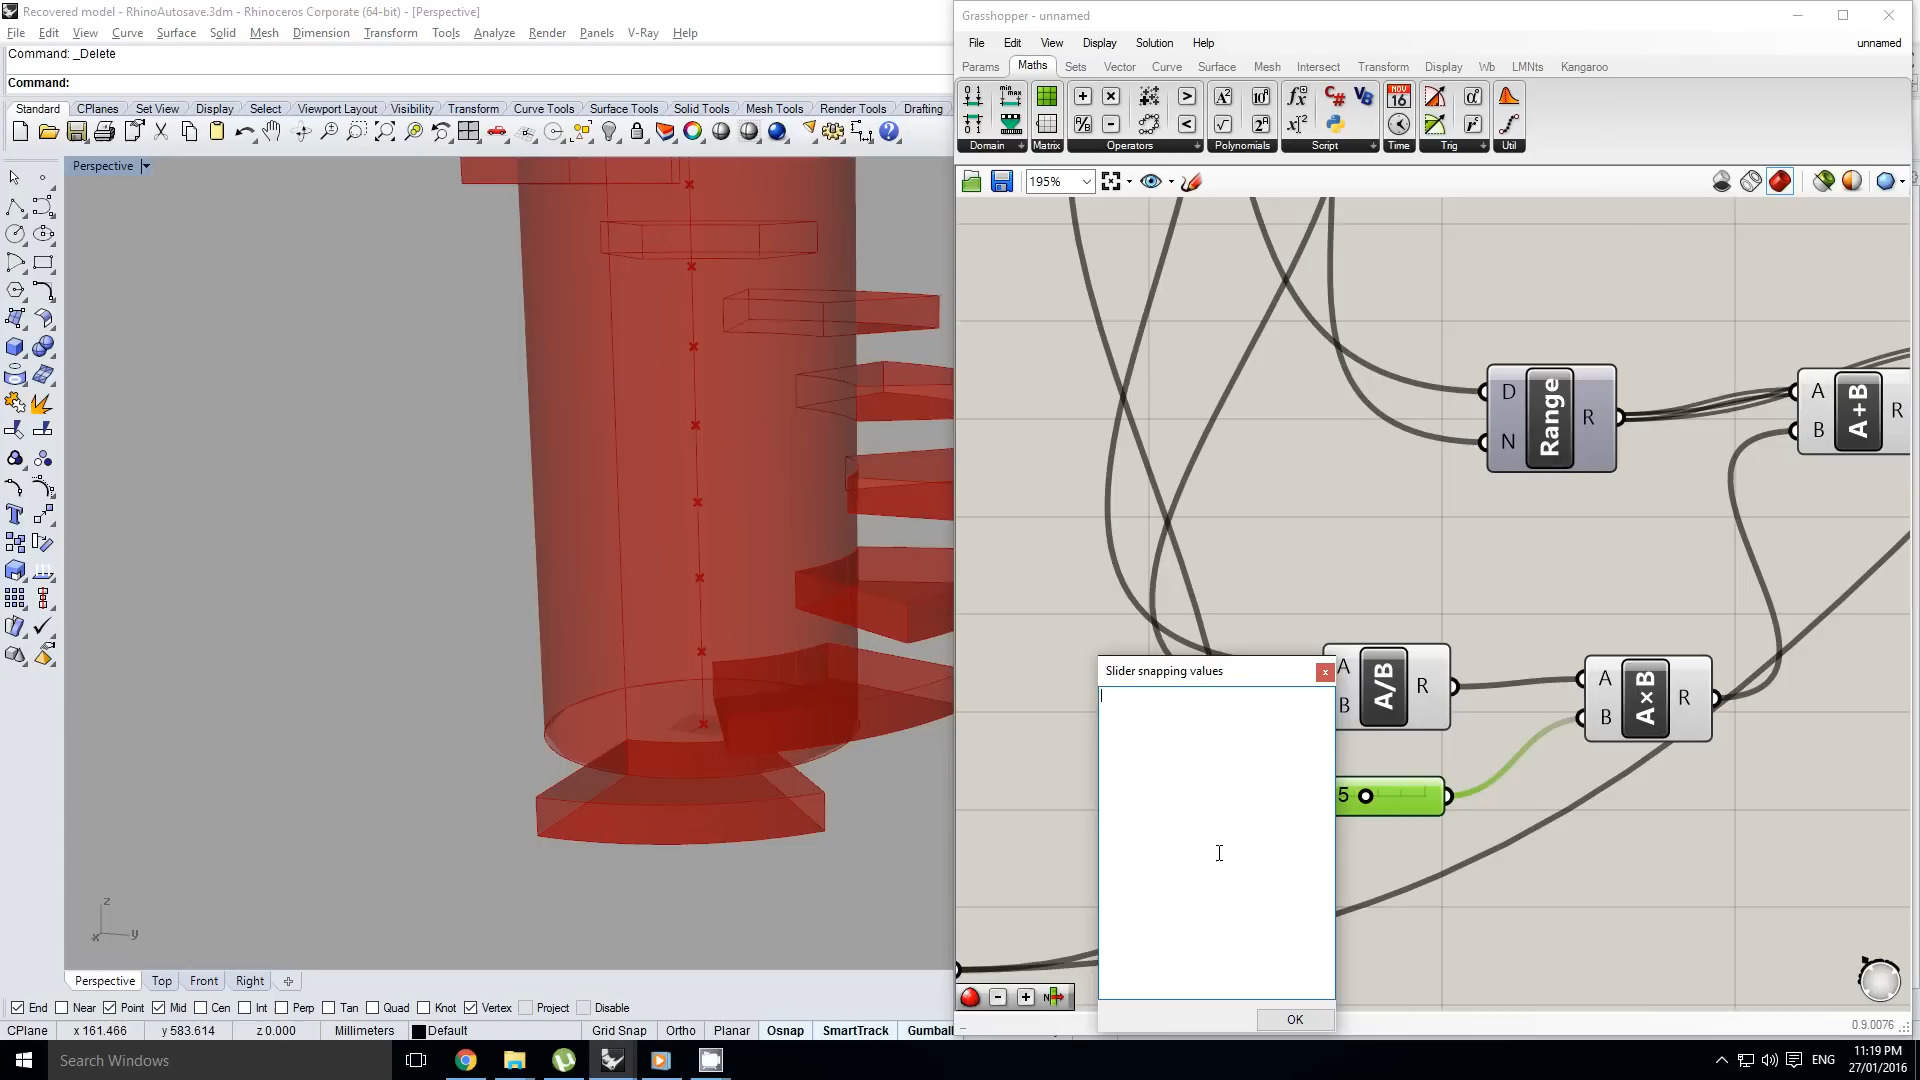 Recovered model - RhinoAutosave.3dm - Rhinoceros Corporate (64-bit) - [Perspective]
File Edit View Curve Surface Solid Mesh Dimension Transform Tools Analyze Render Panels V-Ray Help
Command: _Delete
Command:
Standard CPlanes Set View Display Select Viewport Layout Visibility Transform Curve Tools Surface Tools Solid Tools Mesh Tools Render Tools Drafting
Perspective
z
x y
Perspective Top Front Right
End Near Point Mid Cen Int Perp Tan Quad Knot Vertex Project Disable
CPlane x 161.466 y 583.614 z 0.000 Millimeters Default Grid Snap Ortho Planar Osnap SmartTrack Gumball
Grasshopper - unnamed
File Edit View Display Solution Help unnamed
Params Maths Sets Vector Curve Surface Mesh Intersect Transform Display Wb LMNts Kangaroo
Domain Matrix Operators Polynomials Script Time Trig Util
195%
D Range R
N
A A+B R
B
A A/B R
B
A A×B R
B
5
Slider snapping values
OK
0.9.0076
Search Windows
ENG
11:19 PM
27/01/2016